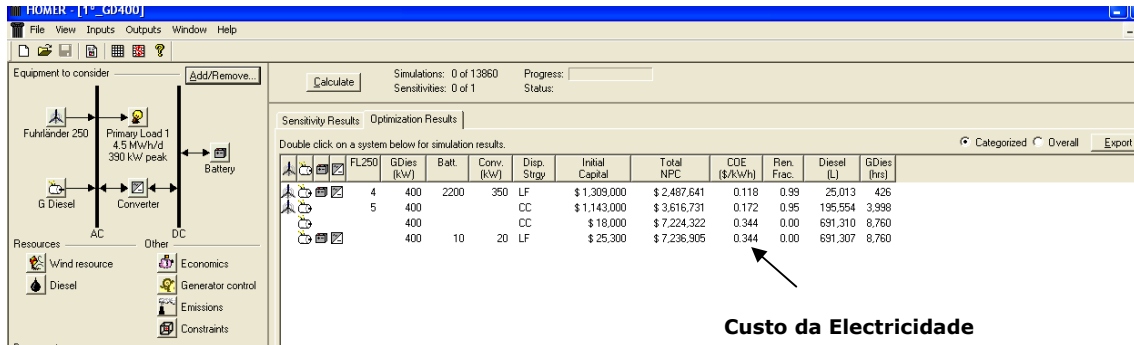 HOMER - [1ª_GD400]
File View Inputs Outputs Window Help
Equipment to consider Add/Remove...
Calculate
Simulations: 0 of 13860 Progress:
Sensitivities: 0 of 1 Status:
Fuhrländer 250
Primary Load 1
4.5 MWh/d
390 kW peak
Battery
G Diesel
Converter
AC DC
Resources Other
Wind resource Economics
Diesel Generator control
Emissions
Constraints
Sensitivity Results Optimization Results
Double click on a system below for simulation results.
Categorized Overall Export
FL250 GDies (kW) Batt. Conv. (kW) Disp. Strgy Initial Capital Total NPC COE ($/kWh) Ren. Frac. Diesel (L) GDies (hrs)
4 400 2200 350 LF $ 1,309,000 $ 2,487,641 0.118 0.99 25,013 426
5 400 CC $ 1,143,000 $ 3,616,731 0.172 0.95 195,554 3,998
400 CC $ 18,000 $ 7,224,322 0.344 0.00 691,310 8,760
400 10 20 LF $ 25,300 $ 7,236,905 0.344 0.00 691,307 8,760
Custo da Electricidade